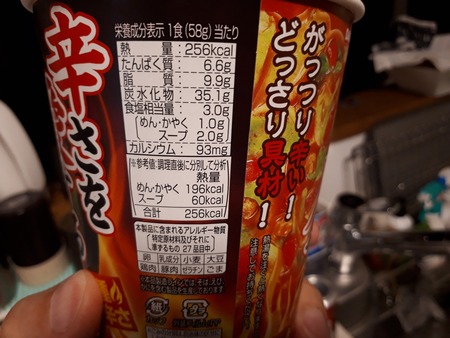 辛さを
栄養成分表示 1食(58g)当たり
熱量: 256kcal
たんぱく質: 6.6g
脂質: 9.9g
炭水化物: 35.1g
食塩相当量: 3.0g
(めん・かやく 1.0g)
(スープ 2.0g)
カルシウム: 93mg
※参考値:調理直後に分別して分析
熱量
めん・かやく 196kcal
スープ 60kcal
合計 256kcal
本製品に含まれるアレルギー物質
特定原材料及びそれに
準ずるもの 27品目中
卵 乳成分 小麦 大豆
鶏肉 豚肉 ゼラチン ごま
がっつり辛い!
どっさり具材!
紙